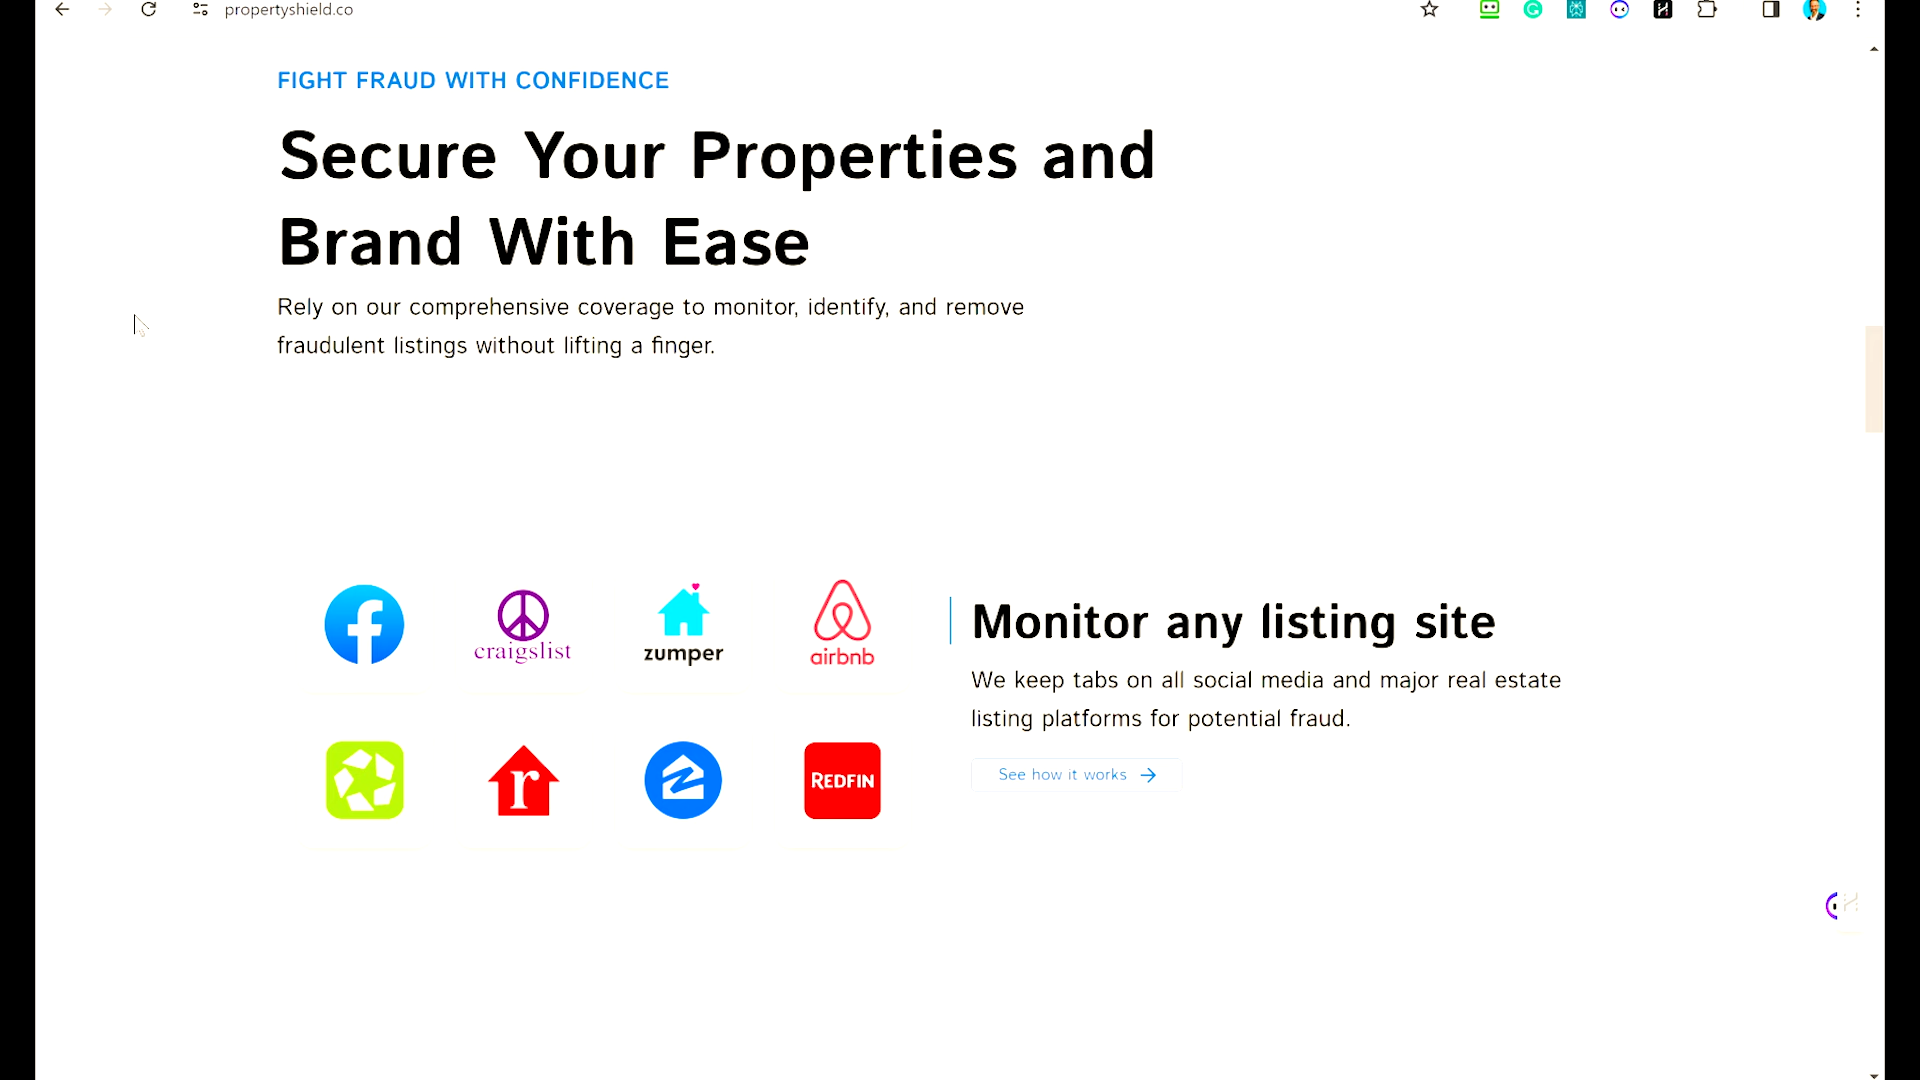 propertyshield.co
FIGHT FRAUD WITH CONFIDENCE
Secure Your Properties and
Brand With Ease
Rely on our comprehensive coverage to monitor, identify, and remove
fraudulent listings without lifting a finger.
craigslist
zumper
airbnb
r
REDFIN
Monitor any listing site
We keep tabs on all social media and major real estate
listing platforms for potential fraud.
See how it works